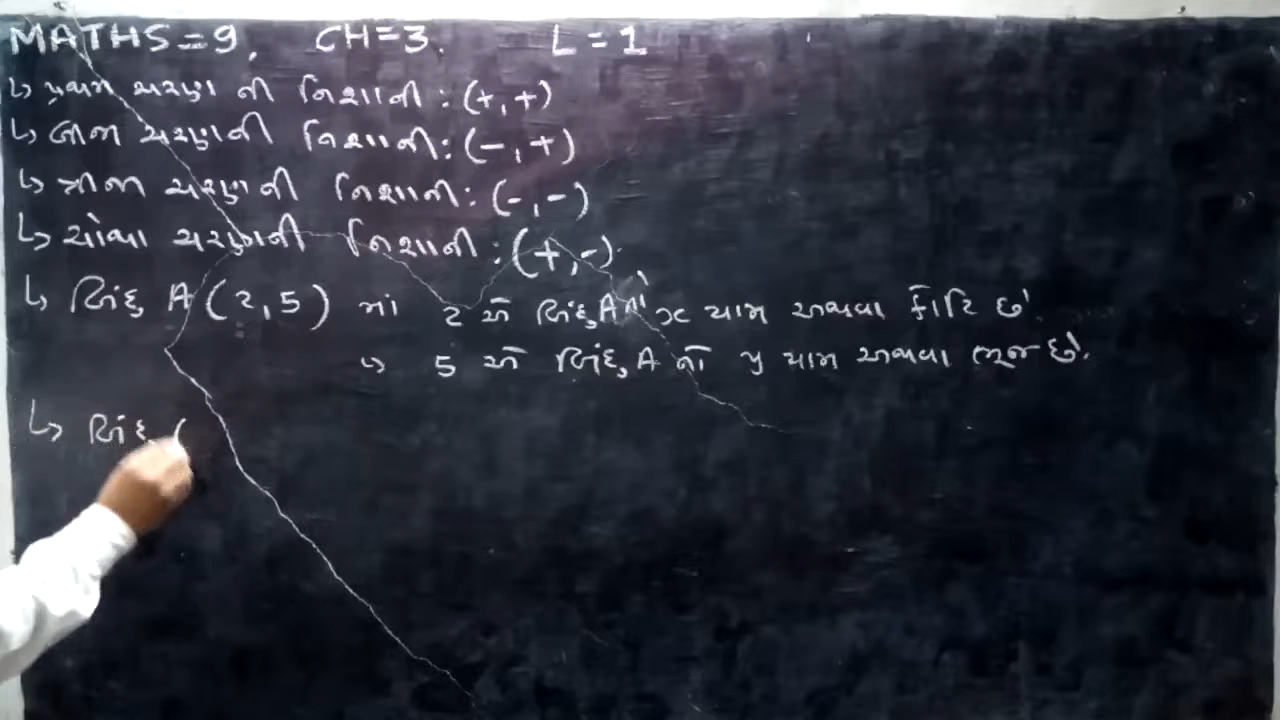 MATHS=9, CH=3. L=1
↳ પ્રથમ ચરણ ની નિશાની : (+,+)
↳ બીજા ચરણની નિશાની : (-,+)
↳ ત્રીજા ચરણની નિશાની : (-,-)
↳ ચોથા ચરણની નિશાની : (+,-)
↳ બિંદુ A (2,5) માં 2 એ બિંદુ A નો x યામ અથવા કોટિ છે.
↳ 5 એ બિંદુ A નો y યામ અથવા ભૂજ છે.
↳ બિંદુ (